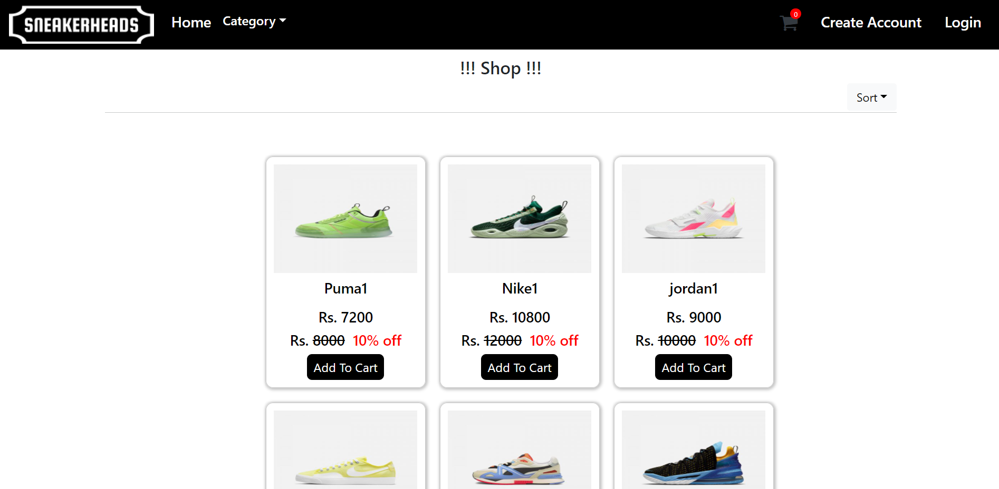 SNEAKERHEADS Home Category 0 Create Account Login
!!! Shop !!!
Sort
Puma1 Nike1 jordan1
Rs. 7200 Rs. 10800 Rs. 9000
Rs. 8000 10% off Rs. 12000 10% off Rs. 10000 10% off
Add To Cart Add To Cart Add To Cart